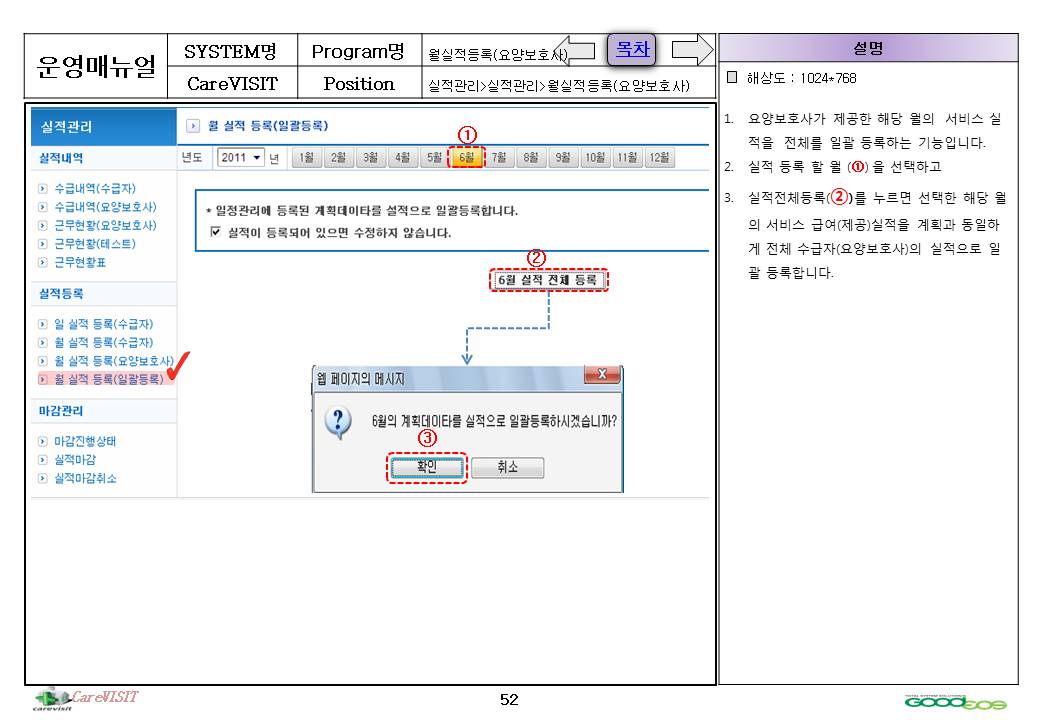 운영매뉴얼
SYSTEM명
Program명
월실적등록(요양보호사)
목차
CareVISIT
Position
실적관리>실적관리>월실적등록(요양보호사)
설명
해상도 : 1024*768
1. 요양보호사가 제공한 해당 월의 서비스 실
적을 전체를 일괄 등록하는 기능입니다.
2. 실적 등록 할 월 (①) 을 선택하고
3. 실적전체등록(②)를 누르면 선택한 해당 월
의 서비스 급여(제공)실적을 계획과 동일하
게 전체 수급자(요양보호사)의 실적으로 일
괄 등록합니다.
실적관리
실적내역
수급내역(수급자)
수급내역(요양보호사)
근무현황(요양보호사)
근무현황(테스트)
근무현황표
실적등록
일 실적 등록(수급자)
월 실적 등록(수급자)
월 실적 등록(요양보호사)
월 실적 등록(일괄등록)
마감관리
마감진행상태
실적마감
실적마감취소
월 실적 등록(일괄등록)
①
년도 2011 년 1월 2월 3월 4월 5월 6월 7월 8월 9월 10월 11월 12월
* 일정관리에 등록된 계획데이타를 실적으로 일괄등록합니다.
실적이 등록되어 있으면 수정하지 않습니다.
②
6월 실적 전체 등록
웹 페이지의 메시지
X
6월의 계획데이타를 실적으로 일괄등록하시겠습니까?
③
확인
취소
CareVISIT
carevisit
52
TOTAL SYSTEM SOLUTIONS
GOODEOS